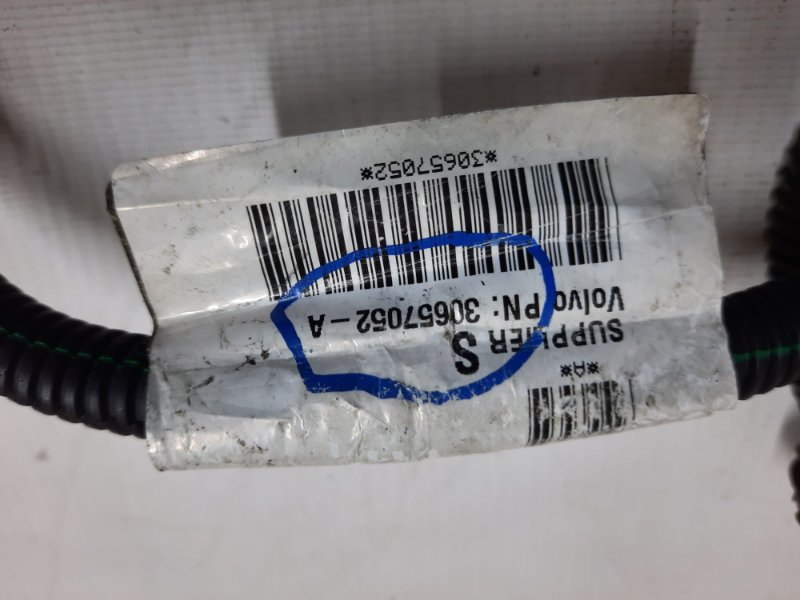 *A*
SUPPLIER S
Volvo PN: 30657052-A
*30657052*